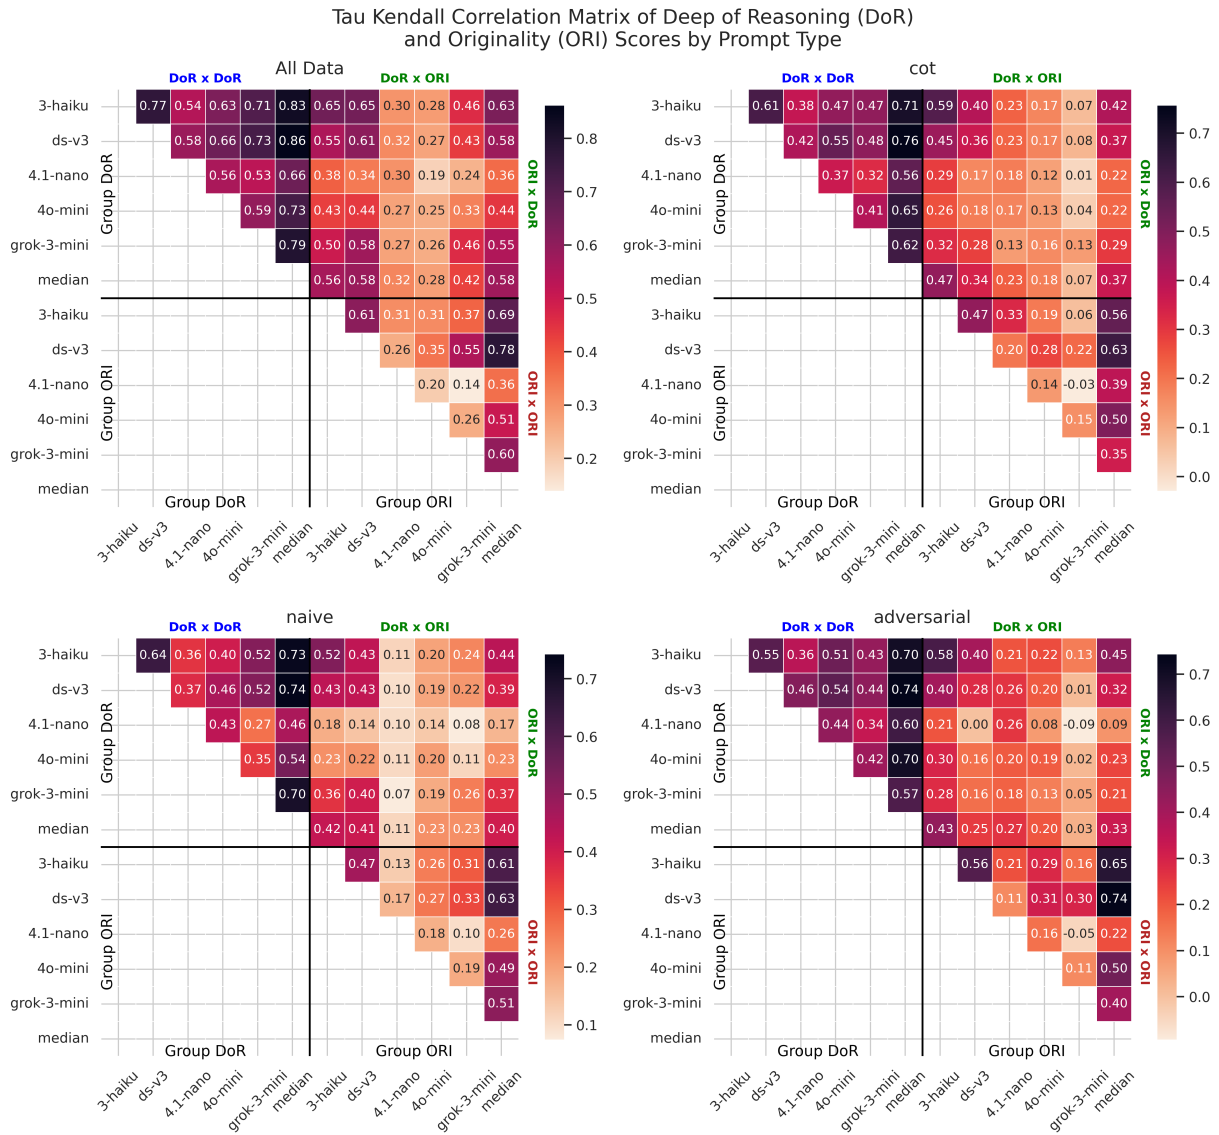 Tau Kendall Correlation Matrix of Deep of Reasoning (DoR)
and Originality (ORI) Scores by Prompt Type
All Data
DoR x DoR
DoR x ORI
3-haiku 0.77 0.54 0.63 0.71 0.83 0.65 0.65 0.30 0.28 0.46 0.63
ds-v3 0.58 0.66 0.73 0.86 0.55 0.61 0.32 0.27 0.43 0.58
4.1-nano 0.56 0.53 0.66 0.38 0.34 0.30 0.19 0.24 0.36
4o-mini 0.59 0.73 0.43 0.44 0.27 0.25 0.33 0.44
grok-3-mini 0.79 0.50 0.58 0.27 0.26 0.46 0.55
median 0.56 0.58 0.32 0.28 0.42 0.58
3-haiku 0.61 0.31 0.31 0.37 0.69
ds-v3 0.26 0.35 0.55 0.78
4.1-nano 0.20 0.14 0.36
4o-mini 0.26 0.51
grok-3-mini 0.60
median
Group DoR
Group ORI
ORI x DoR
ORI x ORI
Group DoR
Group ORI
3-haiku ds-v3 4.1-nano 4o-mini grok-3-mini median 3-haiku ds-v3 4.1-nano 4o-mini grok-3-mini median
0.8
0.7
0.6
0.5
0.4
0.3
0.2
cot
DoR x DoR
DoR x ORI
3-haiku 0.61 0.38 0.47 0.47 0.71 0.59 0.40 0.23 0.17 0.07 0.42
ds-v3 0.42 0.55 0.48 0.76 0.45 0.36 0.23 0.17 0.08 0.37
4.1-nano 0.37 0.32 0.56 0.29 0.17 0.18 0.12 0.01 0.22
4o-mini 0.41 0.65 0.26 0.18 0.17 0.13 0.04 0.22
grok-3-mini 0.62 0.32 0.28 0.13 0.16 0.13 0.29
median 0.47 0.34 0.23 0.18 0.07 0.37
3-haiku 0.47 0.33 0.19 0.06 0.56
ds-v3 0.20 0.28 0.22 0.63
4.1-nano 0.14 -0.03 0.39
4o-mini 0.15 0.50
grok-3-mini 0.35
median
Group DoR
Group ORI
ORI x DoR
ORI x ORI
Group DoR
Group ORI
3-haiku ds-v3 4.1-nano 4o-mini grok-3-mini median 3-haiku ds-v3 4.1-nano 4o-mini grok-3-mini median
0.7
0.6
0.5
0.4
0.3
0.2
0.1
0.0
naive
DoR x DoR
DoR x ORI
3-haiku 0.64 0.36 0.40 0.52 0.73 0.52 0.43 0.11 0.20 0.24 0.44
ds-v3 0.37 0.46 0.52 0.74 0.43 0.43 0.10 0.19 0.22 0.39
4.1-nano 0.43 0.27 0.46 0.18 0.14 0.10 0.14 0.08 0.17
4o-mini 0.35 0.54 0.23 0.22 0.11 0.20 0.11 0.23
grok-3-mini 0.70 0.36 0.40 0.07 0.19 0.26 0.37
median 0.42 0.41 0.11 0.23 0.23 0.40
3-haiku 0.47 0.13 0.26 0.31 0.61
ds-v3 0.17 0.27 0.33 0.63
4.1-nano 0.18 0.10 0.26
4o-mini 0.19 0.49
grok-3-mini 0.51
median
Group DoR
Group ORI
ORI x DoR
ORI x ORI
Group DoR
Group ORI
3-haiku ds-v3 4.1-nano 4o-mini grok-3-mini median 3-haiku ds-v3 4.1-nano 4o-mini grok-3-mini median
0.7
0.6
0.5
0.4
0.3
0.2
0.1
adversarial
DoR x DoR
DoR x ORI
3-haiku 0.55 0.36 0.51 0.43 0.70 0.58 0.40 0.21 0.22 0.13 0.45
ds-v3 0.46 0.54 0.44 0.74 0.40 0.28 0.26 0.20 0.01 0.32
4.1-nano 0.44 0.34 0.60 0.21 0.00 0.26 0.08 -0.09 0.09
4o-mini 0.42 0.70 0.30 0.16 0.20 0.19 0.02 0.23
grok-3-mini 0.57 0.28 0.16 0.18 0.13 0.05 0.21
median 0.43 0.25 0.27 0.20 0.03 0.33
3-haiku 0.56 0.21 0.29 0.16 0.65
ds-v3 0.11 0.31 0.30 0.74
4.1-nano 0.16 -0.05 0.22
4o-mini 0.11 0.50
grok-3-mini 0.40
median
Group DoR
Group ORI
ORI x DoR
ORI x ORI
Group DoR
Group ORI
3-haiku ds-v3 4.1-nano 4o-mini grok-3-mini median 3-haiku ds-v3 4.1-nano 4o-mini grok-3-mini median
0.7
0.6
0.5
0.4
0.3
0.2
0.1
0.0